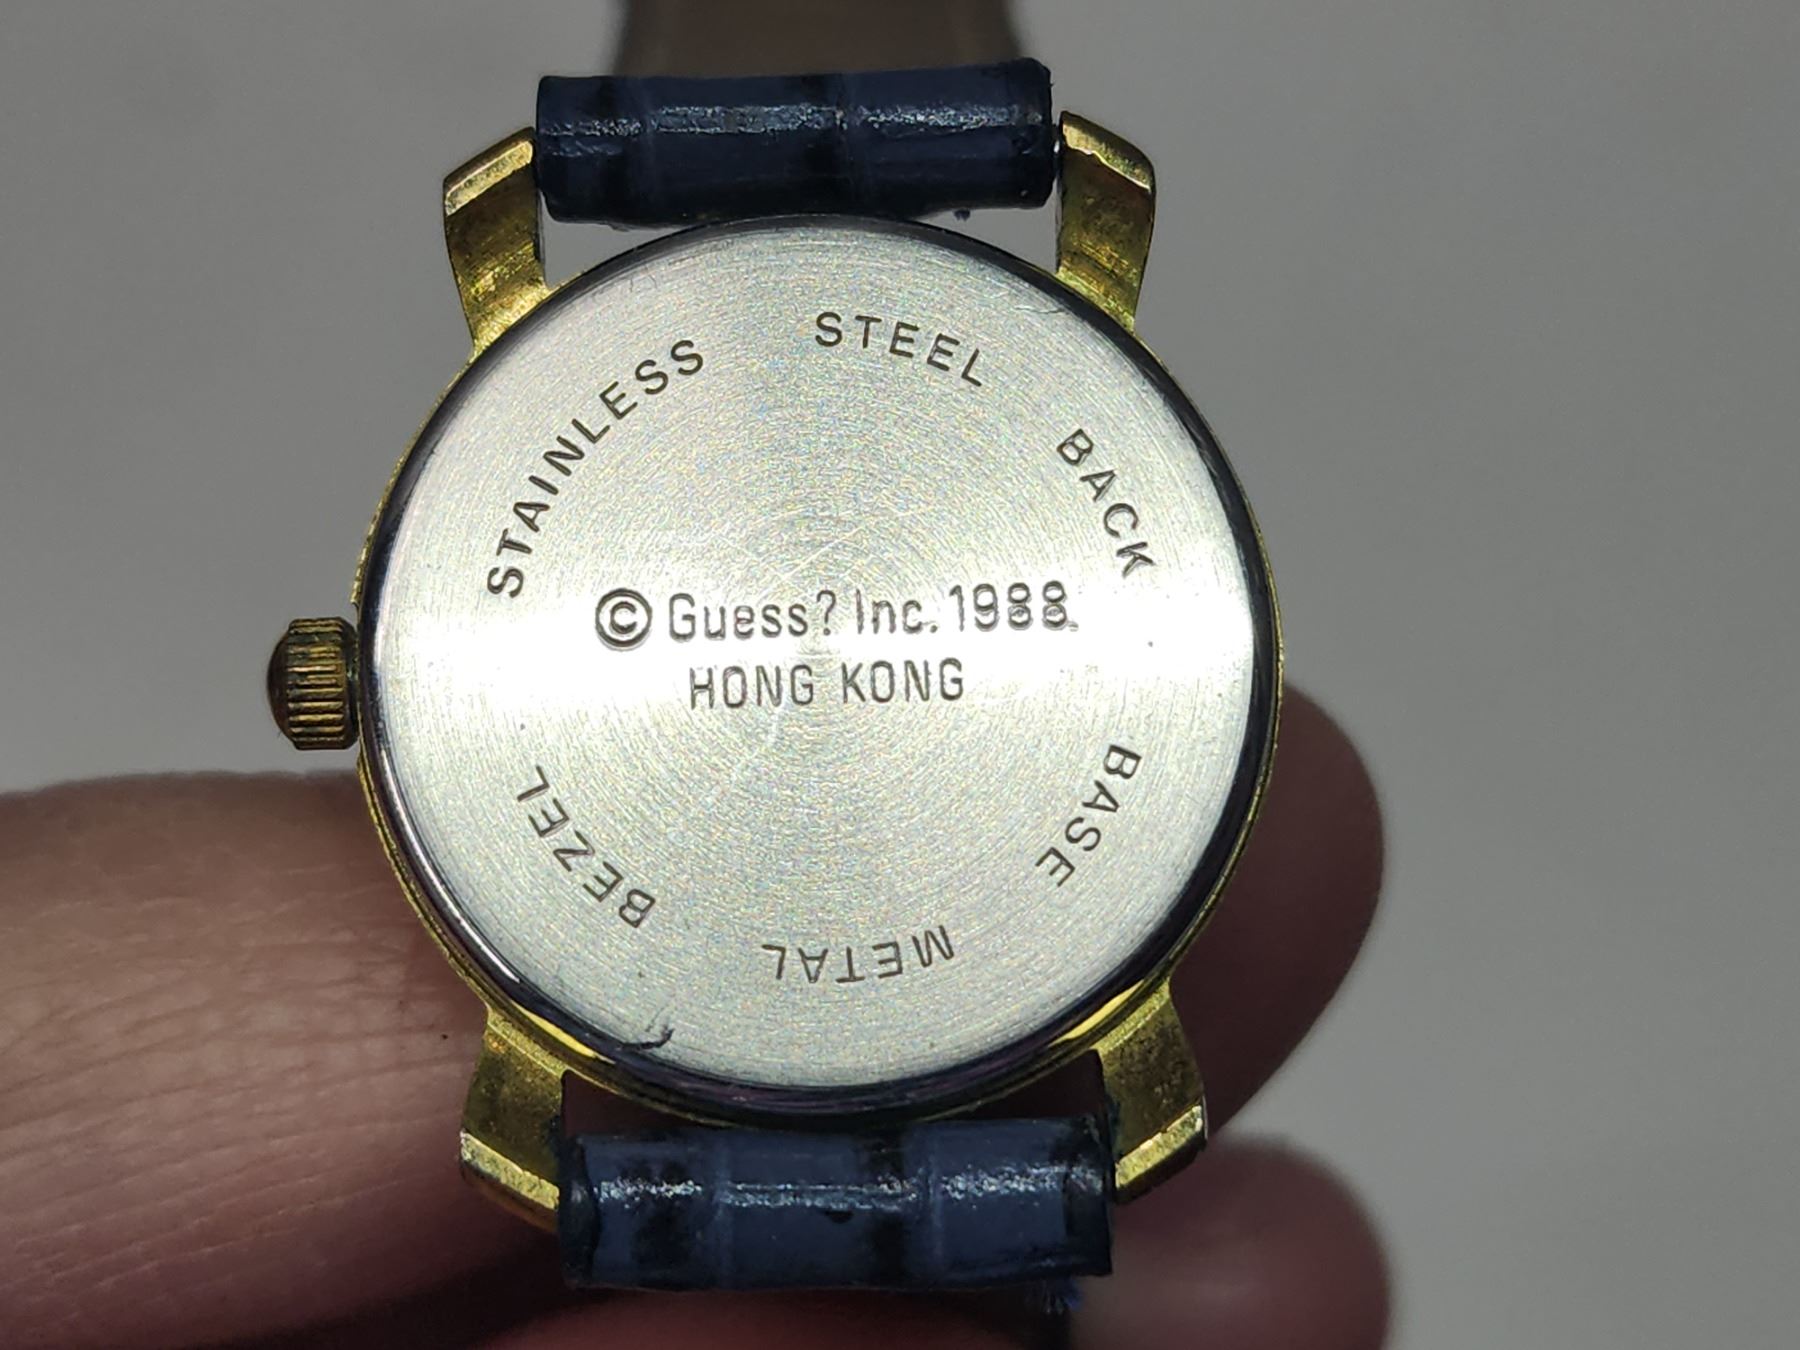 STAINLESS STEEL BACK
© Guess? Inc. 1988.
HONG KONG
BASE METAL BEZEL